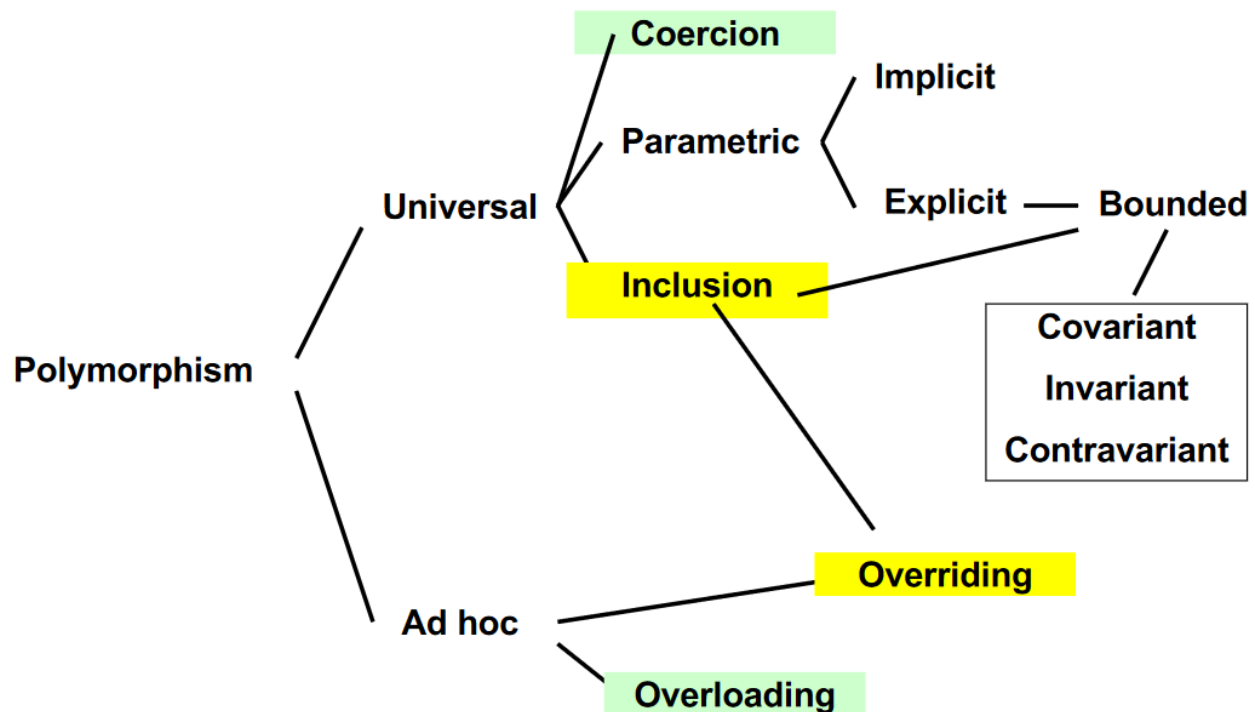 Coercion
Implicit
Parametric
Universal
Explicit
Bounded
Inclusion
Covariant
Polymorphism
Invariant
Contravariant
Overriding
Ad hoc
Overloading